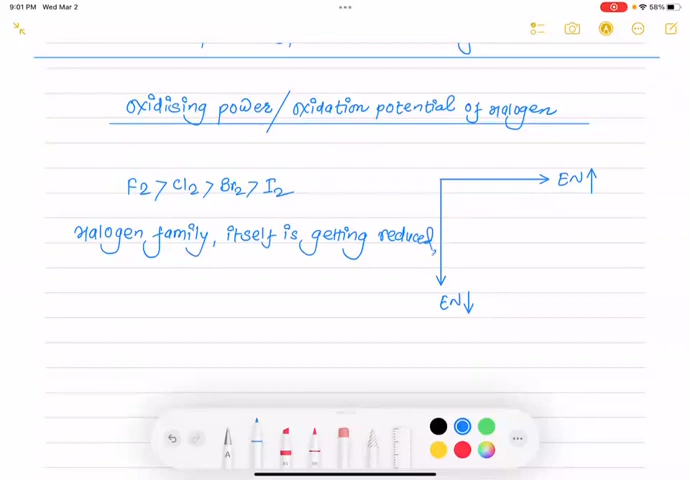 9:01 PM Wed Mar 2
58%
Oxidising power/oxidation potential of Halogen
F2 > Cl2 > Br2 > I2
EN↑
Halogen family, itself is getting reduced,
EN↓
A